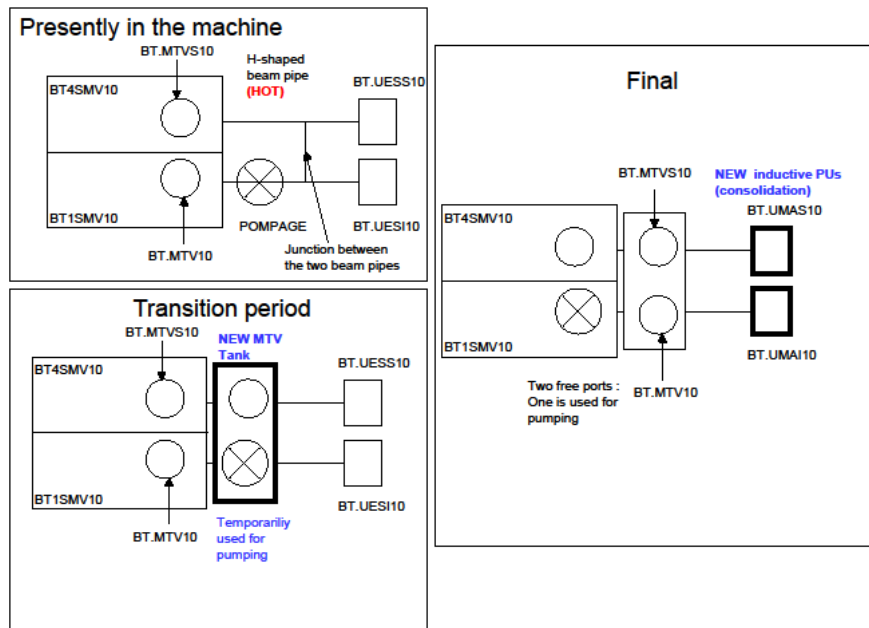 Presently in the machine
BT.MTVS10
H-shaped
beam pipe
(HOT)
BT.UESS10
BT4SMV10
BT1SMV10
POMPAGE
BT.UESI10
BT.MTV10
Junction between
the two beam pipes
Transition period
BT.MTVS10
NEW MTV
Tank
BT.UESS10
BT4SMV10
BT1SMV10
BT.UESI10
BT.MTV10
Temporariliy
used for
pumping
Final
BT.MTVS10
NEW inductive PUs
(consolidation)
BT.UMAS10
BT4SMV10
BT1SMV10
BT.UMAI10
Two free ports :
One is used for
pumping
BT.MTV10